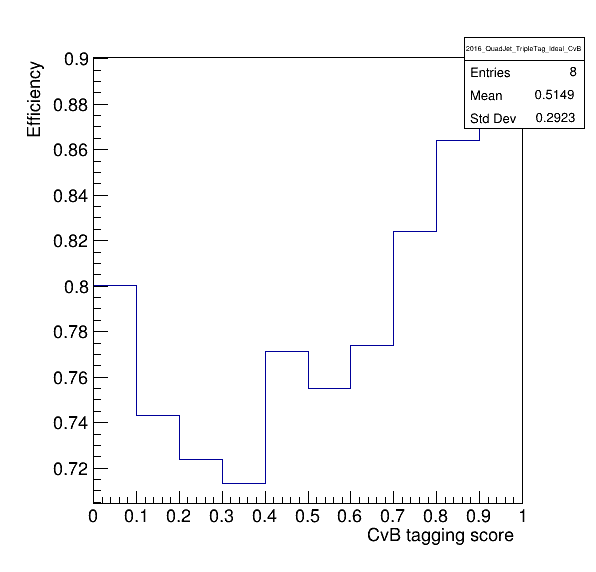 2016_QuadJet_TripleTag_Ideal_CvB
Entries 8
Mean 0.5149
Std Dev 0.2923
Efficiency
0.9
0.88
0.86
0.84
0.82
0.8
0.78
0.76
0.74
0.72
0 0.1 0.2 0.3 0.4 0.5 0.6 0.7 0.8 0.9 1
CvB tagging score